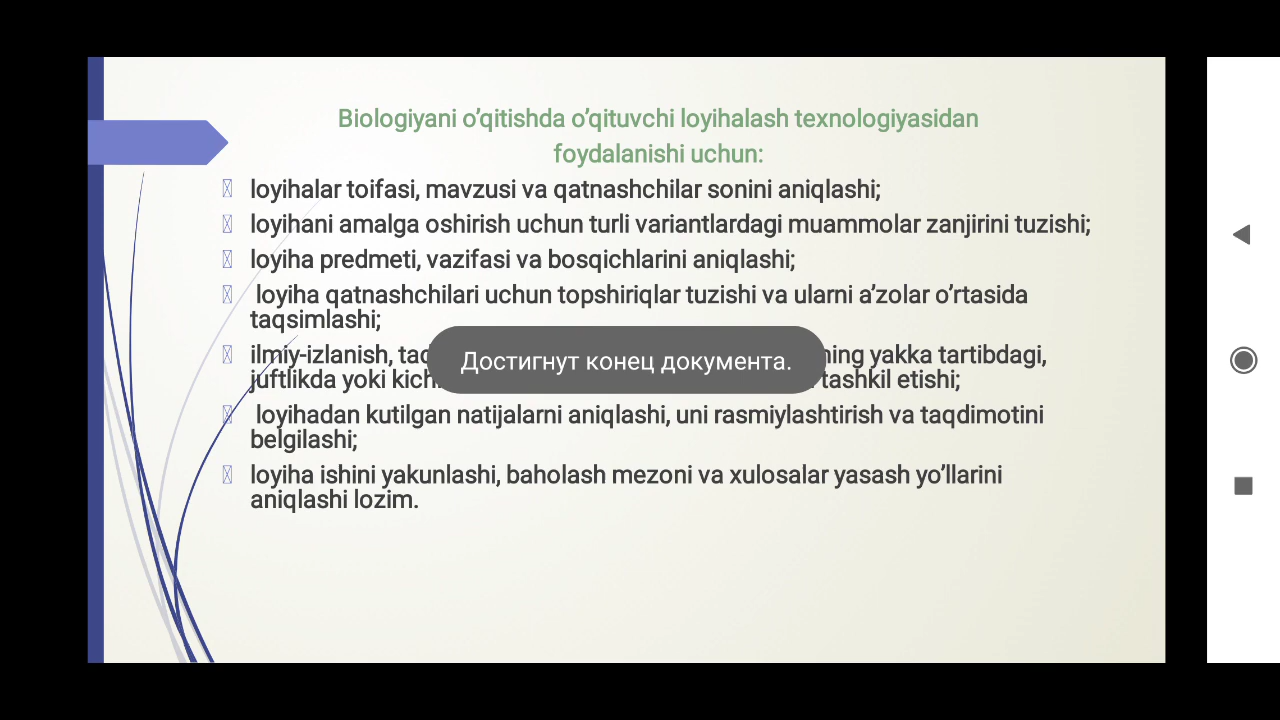 Biologiyani o’qitishda o’qituvchi loyihalash texnologiyasidan
foydalanishi uchun:
loyihalar toifasi, mavzusi va qatnashchilar sonini aniqlashi;
loyihani amalga oshirish uchun turli variantlardagi muammolar zanjirini tuzishi;
loyiha predmeti, vazifasi va bosqichlarini aniqlashi;
loyiha qatnashchilari uchun topshiriqlar tuzishi va ularni a’zolar o’rtasida
taqsimlashi;
ilmiy-izlanish, yakka tartibdagi,
Достигнут конец документа.
juftlikda yoki tashkil etishi;
loyihadan kutilgan natijalarni aniqlashi, uni rasmiylashtirish va taqdimotini
belgilashi;
loyiha ishini yakunlashi, baholash mezoni va xulosalar yasash yo’llarini
aniqlashi lozim.